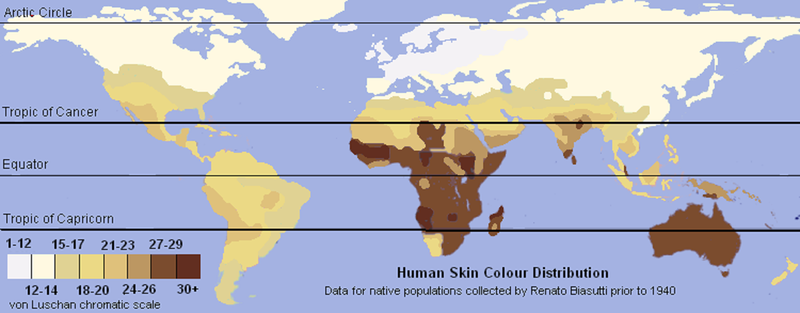 Arctic Circle
Tropic of Cancer
Equator
Tropic of Capricorn
1-12 15-17 21-23 27-29
12-14 18-20 24-26 30+
von Luschan chromatic scale
Human Skin Colour Distribution
Data for native populations collected by Renato Biasutti prior to 1940